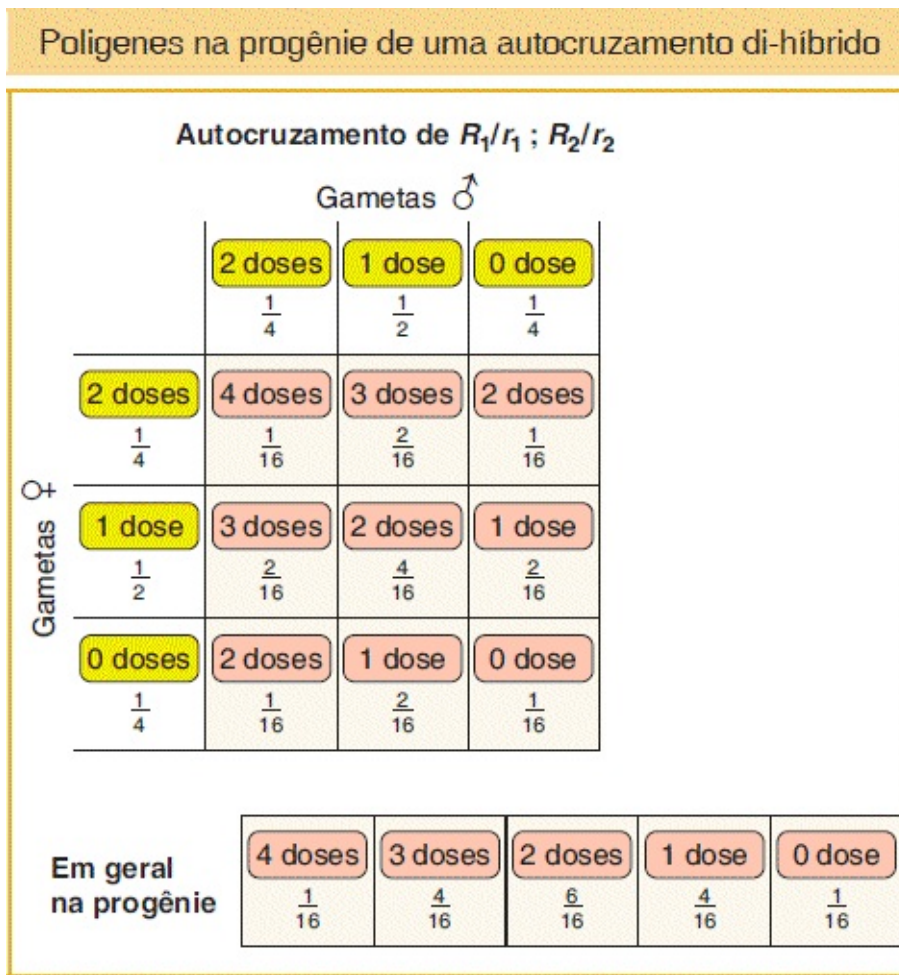 Poligenes na progênie de uma autocruzamento di-híbrido
Autocruzamento de R1/r1 ; R2/r2
Gametas ♂
2 doses 1 dose 0 dose
1/4 1/2 1/4
Gametas ♀
2 doses 4 doses 3 doses 2 doses
1/4 1/16 2/16 1/16
1 dose 3 doses 2 doses 1 dose
1/2 2/16 4/16 2/16
0 doses 2 doses 1 dose 0 dose
1/4 1/16 2/16 1/16
Em geral
na progênie
4 doses 3 doses 2 doses 1 dose 0 dose
1/16 4/16 6/16 4/16 1/16